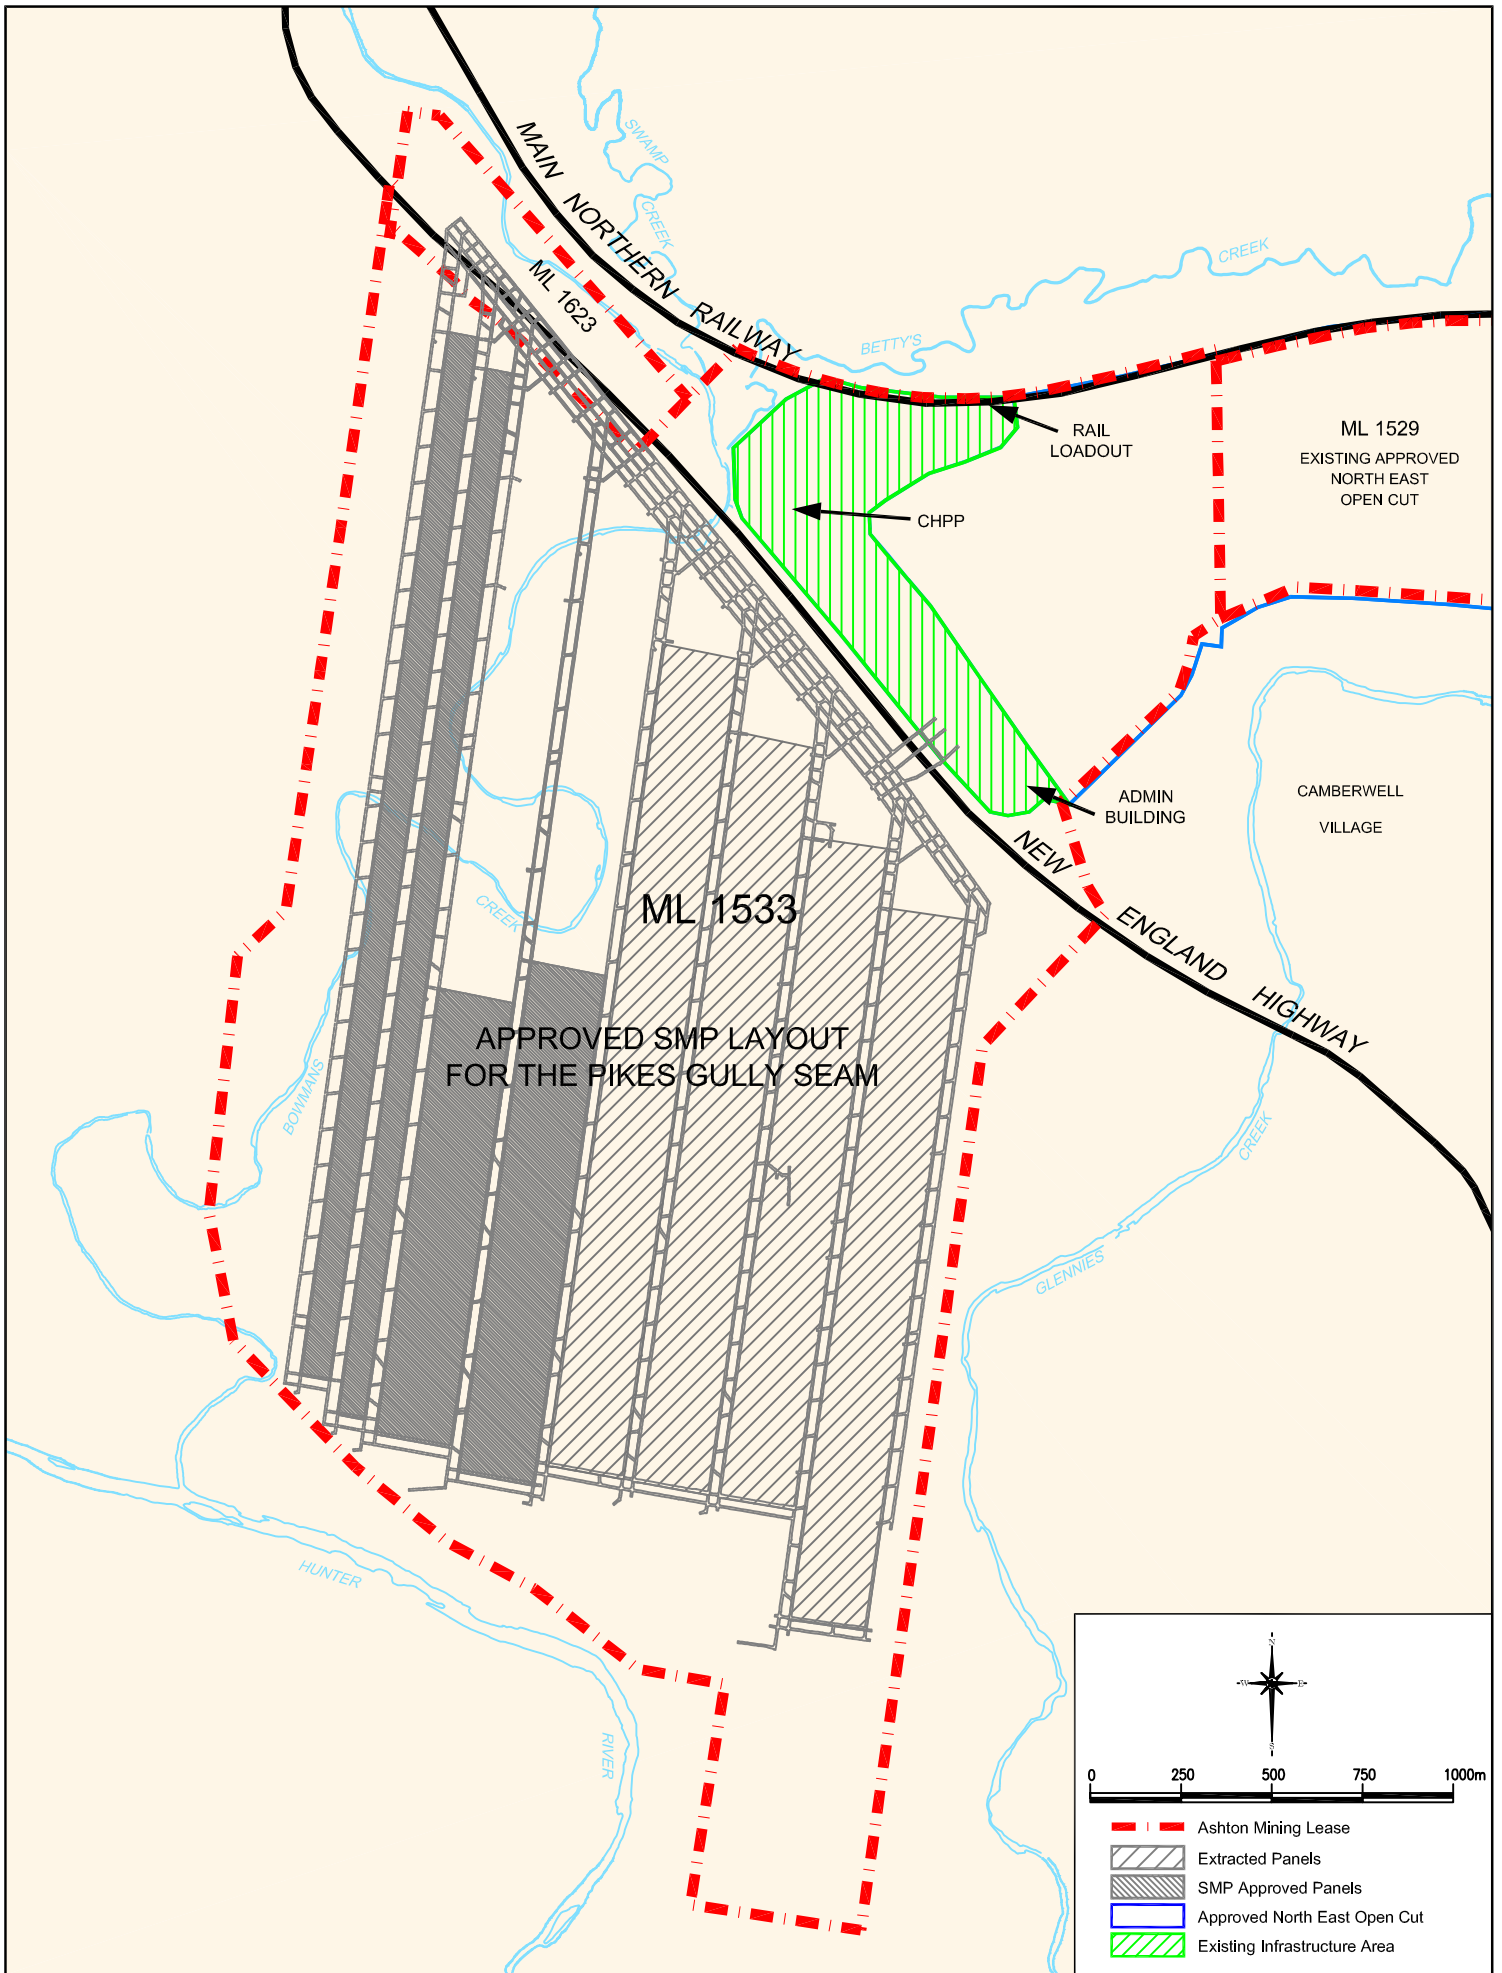 SWAMP
CREEK
MAIN NORTHERN RAILWAY
ML 1623
CREEK
BETTY'S
RAIL
LOADOUT
ML 1529
EXISTING APPROVED
NORTH EAST
OPEN CUT
CHPP
ADMIN
BUILDING
CAMBERWELL
VILLAGE
NEW ENGLAND HIGHWAY
CREEK
ML 1533
APPROVED SMP LAYOUT
FOR THE PIKES GULLY SEAM
BOWMANS
CREEK
GLENNIES
HUNTER
RIVER
N
W
E
S
0 250 500 750 1000m
Ashton Mining Lease
Extracted Panels
SMP Approved Panels
Approved North East Open Cut
Existing Infrastructure Area